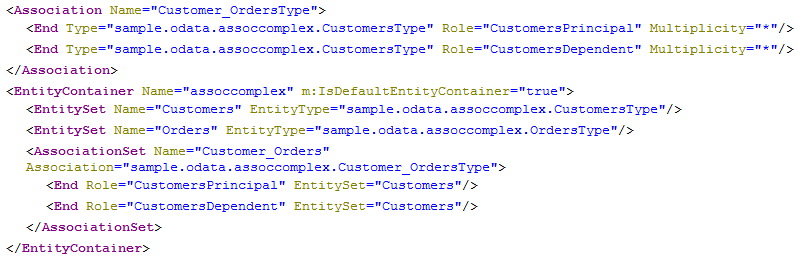 <Association Name="Customer_OrdersType">
<End Type="sample.odata.assoccomplex.CustomersType" Role="CustomersPrincipal" Multiplicity="*"/>
<End Type="sample.odata.assoccomplex.CustomersType" Role="CustomersDependent" Multiplicity="*"/>
</Association>
<EntityContainer Name="assoccomplex" m:IsDefaultEntityContainer="true">
<EntitySet Name="Customers" EntityType="sample.odata.assoccomplex.CustomersType"/>
<EntitySet Name="Orders" EntityType="sample.odata.assoccomplex.OrdersType"/>
<AssociationSet Name="Customer_Orders"
Association="sample.odata.assoccomplex.Customer_OrdersType">
<End Role="CustomersPrincipal" EntitySet="Customers"/>
<End Role="CustomersDependent" EntitySet="Customers"/>
</AssociationSet>
</EntityContainer>